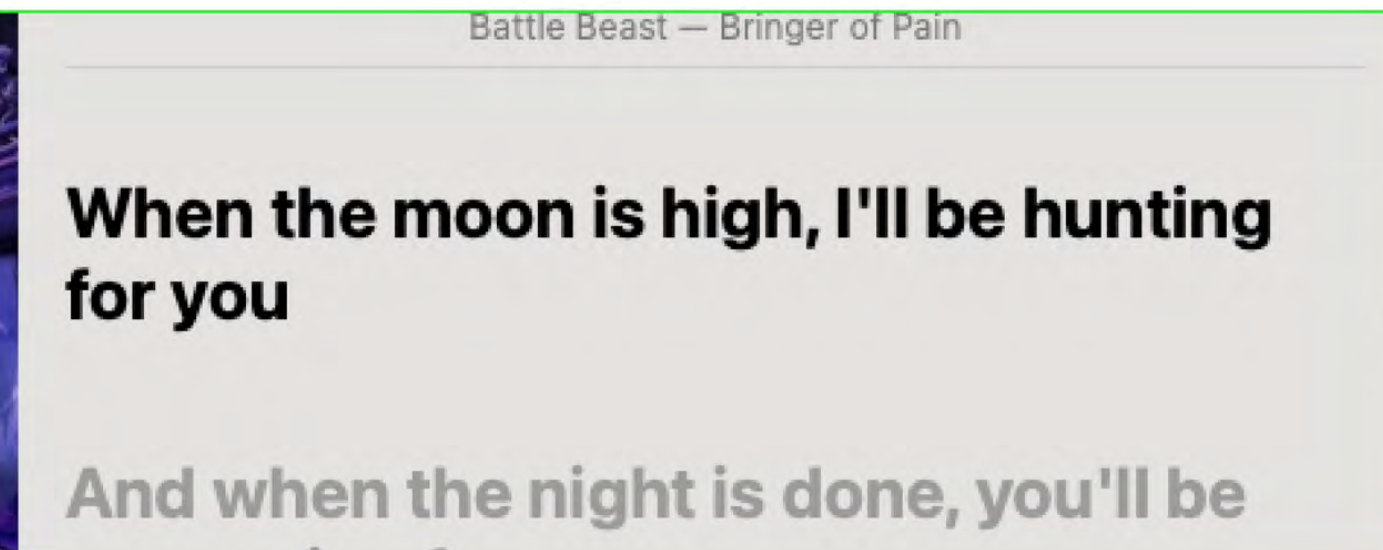 Battle Beast — Bringer of Pain
When the moon is high, I'll be hunting
for you
And when the night is done, you'll be